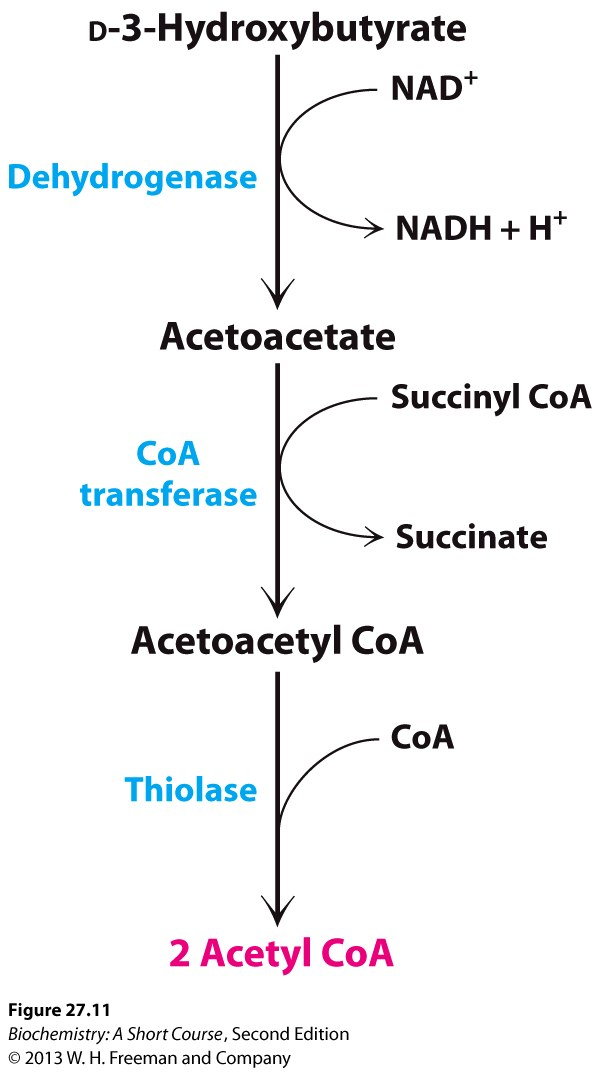 D-3-Hydroxybutyrate
NAD⁺
Dehydrogenase
NADH + H⁺
Acetoacetate
Succinyl CoA
CoA
transferase
Succinate
Acetoacetyl CoA
CoA
Thiolase
2 Acetyl CoA
Figure 27.11
Biochemistry: A Short Course, Second Edition
© 2013 W. H. Freeman and Company